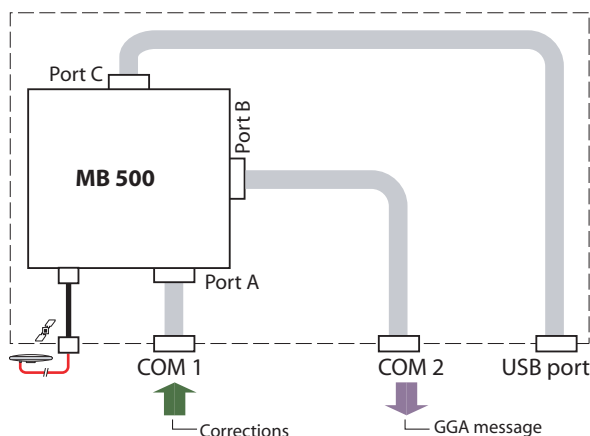 Port C
Port B
MB 500
Port A
COM 1
COM 2
USB port
Corrections
GGA message